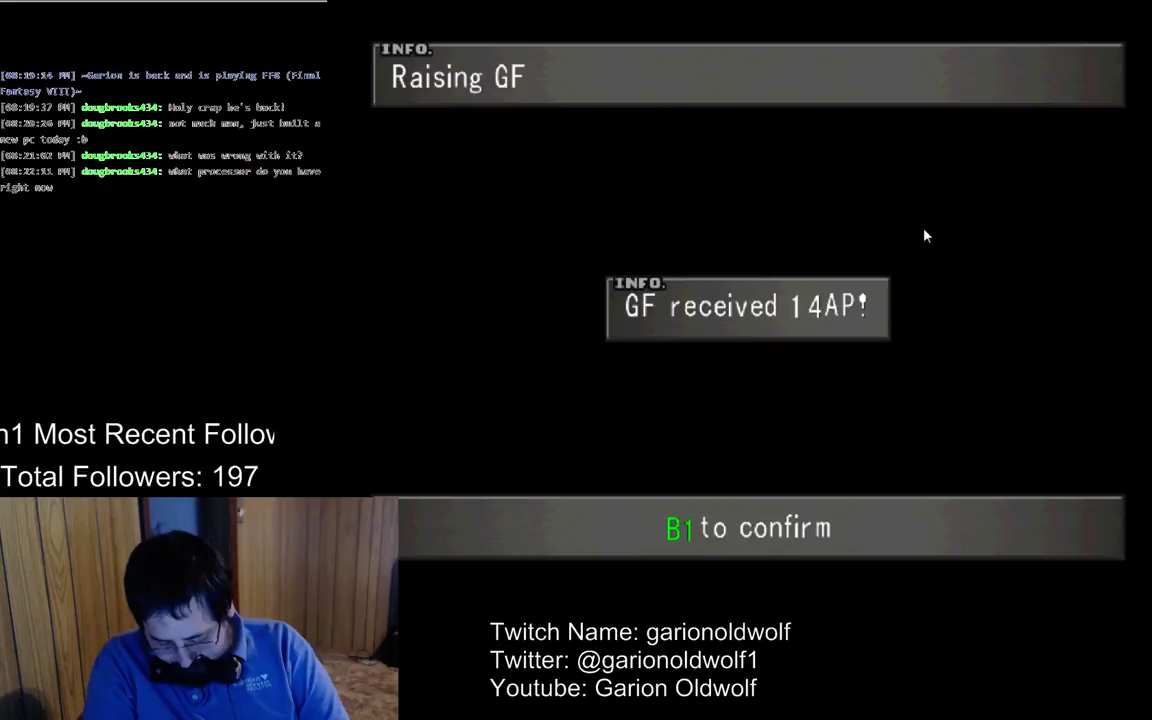 [08:19:14 PM] ~Garion is back and is playing FF8 (Final
Fantasy VIII)~
[08:19:37 PM] dougbrooks434: Holy crap he's back!
[08:20:26 PM] dougbrooks434: not much man, just built a
new pc today :b
[08:21:02 PM] dougbrooks434: what was wrong with it?
[08:22:11 PM] dougbrooks434: what processor do you have
right now
INFO.
Raising GF
INFO.
GF received 14AP!
n1 Most Recent Follow
Total Followers: 197
B1 to confirm
Twitch Name: garionoldwolf
Twitter: @garionoldwolf1
Youtube: Garion Oldwolf